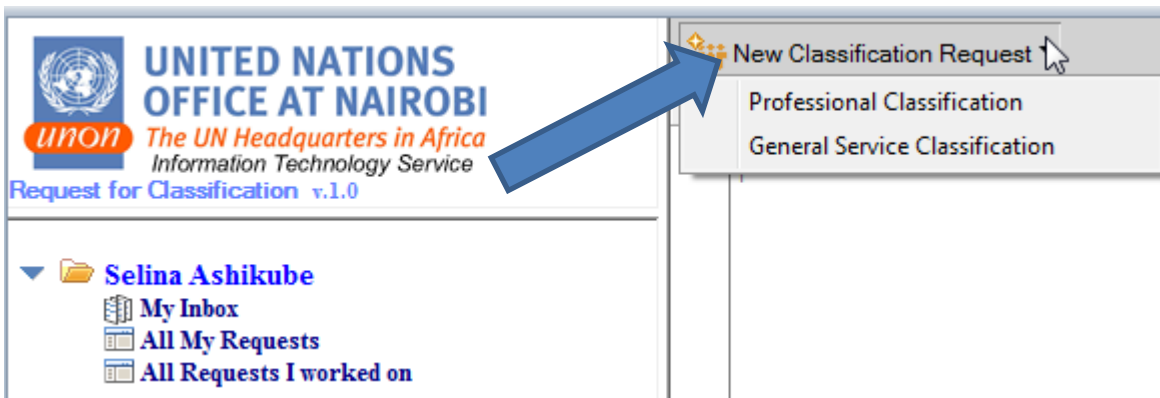 UNITED NATIONS
OFFICE AT NAIROBI
unon The UN Headquarters in Africa
Information Technology Service
Request for Classification v.1.0
Selina Ashikube
My Inbox
All My Requests
All Requests I worked on
New Classification Request
Professional Classification
General Service Classification